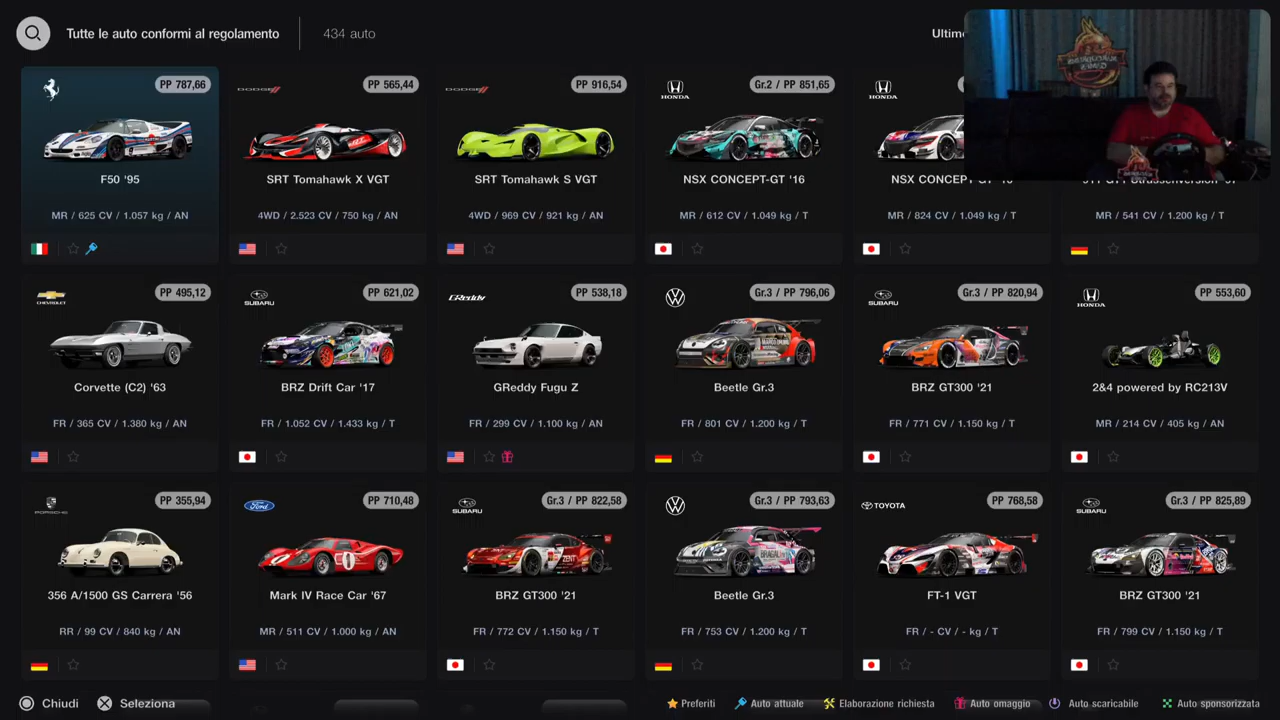 Tutte le auto conformi al regolamento
434 auto
Ultime
PP 787,66
F50 '95
MR / 625 CV / 1.057 kg / AN
DODGE
PP 565,44
SRT Tomahawk X VGT
4WD / 2.523 CV / 750 kg / AN
DODGE
PP 916,54
SRT Tomahawk S VGT
4WD / 969 CV / 921 kg / AN
HONDA
Gr.2 / PP 851,65
NSX CONCEPT-GT '16
MR / 612 CV / 1.049 kg / T
HONDA
NSX CONCEPT-GT '16
MR / 824 CV / 1.049 kg / T
MR / 541 CV / 1.200 kg / T
CHEVROLET
PP 495,12
Corvette (C2) '63
FR / 365 CV / 1.380 kg / AN
SUBARU
PP 621,02
BRZ Drift Car '17
FR / 1.052 CV / 1.433 kg / T
GReddy
PP 538,18
GReddy Fugu Z
FR / 299 CV / 1.100 kg / AN
Gr.3 / PP 796,06
Beetle Gr.3
FR / 801 CV / 1.200 kg / T
SUBARU
Gr.3 / PP 820,94
BRZ GT300 '21
FR / 771 CV / 1.150 kg / T
HONDA
PP 553,60
2&4 powered by RC213V
MR / 214 CV / 405 kg / AN
PORSCHE
PP 355,94
356 A/1500 GS Carrera '56
RR / 99 CV / 840 kg / AN
Ford
PP 710,48
1
Mark IV Race Car '67
MR / 511 CV / 1.000 kg / AN
SUBARU
Gr.3 / PP 822,58
ZENT
BRZ GT300 '21
FR / 772 CV / 1.150 kg / T
Gr.3 / PP 793,63
Beetle Gr.3
FR / 753 CV / 1.200 kg / T
TOYOTA
PP 768,58
FT-1 VGT
FR / - CV / - kg / T
SUBARU
Gr.3 / PP 825,89
BRZ GT300 '21
FR / 799 CV / 1.150 kg / T
Chiudi
Seleziona
Preferiti
Auto attuale
Elaborazione richiesta
Auto omaggio
Auto scaricabile
Auto sponsorizzata